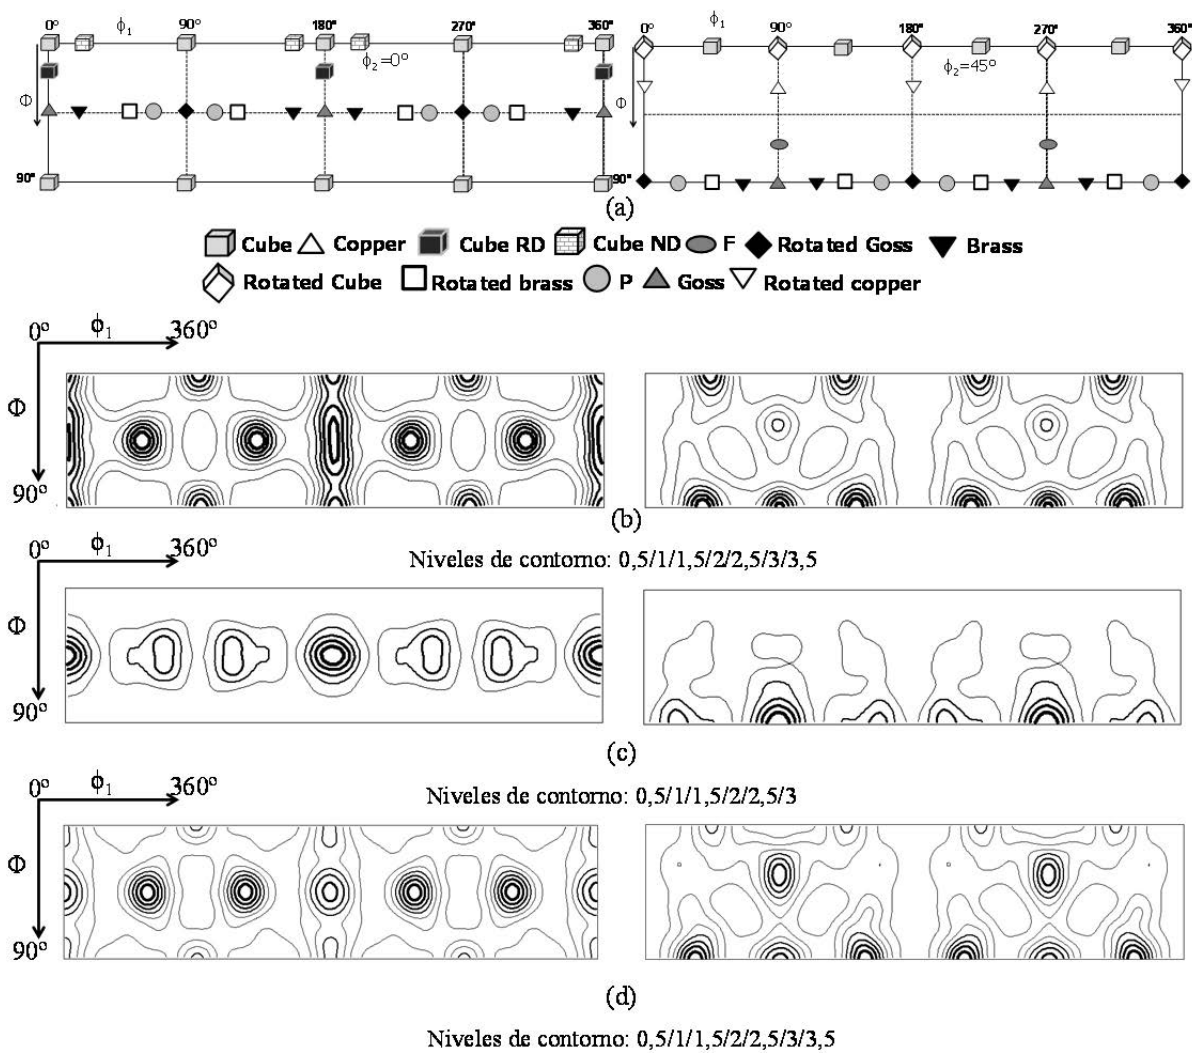 0° ϕ1 90° 180° 270° 360°
ϕ2=0°
Φ
90°
0° ϕ1 90° 180° 270° 360°
ϕ2=45°
Φ
90°
(a)
Cube Copper Cube RD Cube ND F Rotated Goss Brass
Rotated Cube Rotated brass P Goss Rotated copper
0° ϕ1 360°
Φ
90°
(b)
Niveles de contorno: 0,5/1/1,5/2/2,5/3/3,5
0° ϕ1 360°
Φ
90°
(c)
Niveles de contorno: 0,5/1/1,5/2/2,5/3
0° ϕ1 360°
Φ
90°
(d)
Niveles de contorno: 0,5/1/1,5/2/2,5/3/3,5